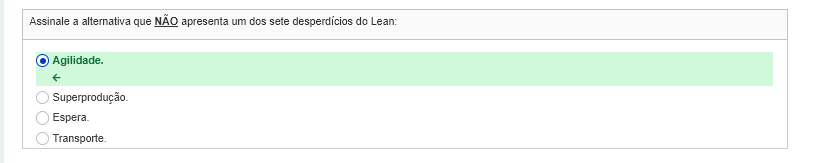 Assinale a alternativa que NÃO apresenta um dos sete desperdícios do Lean:
Agilidade.
←
Superprodução.
Espera.
Transporte.